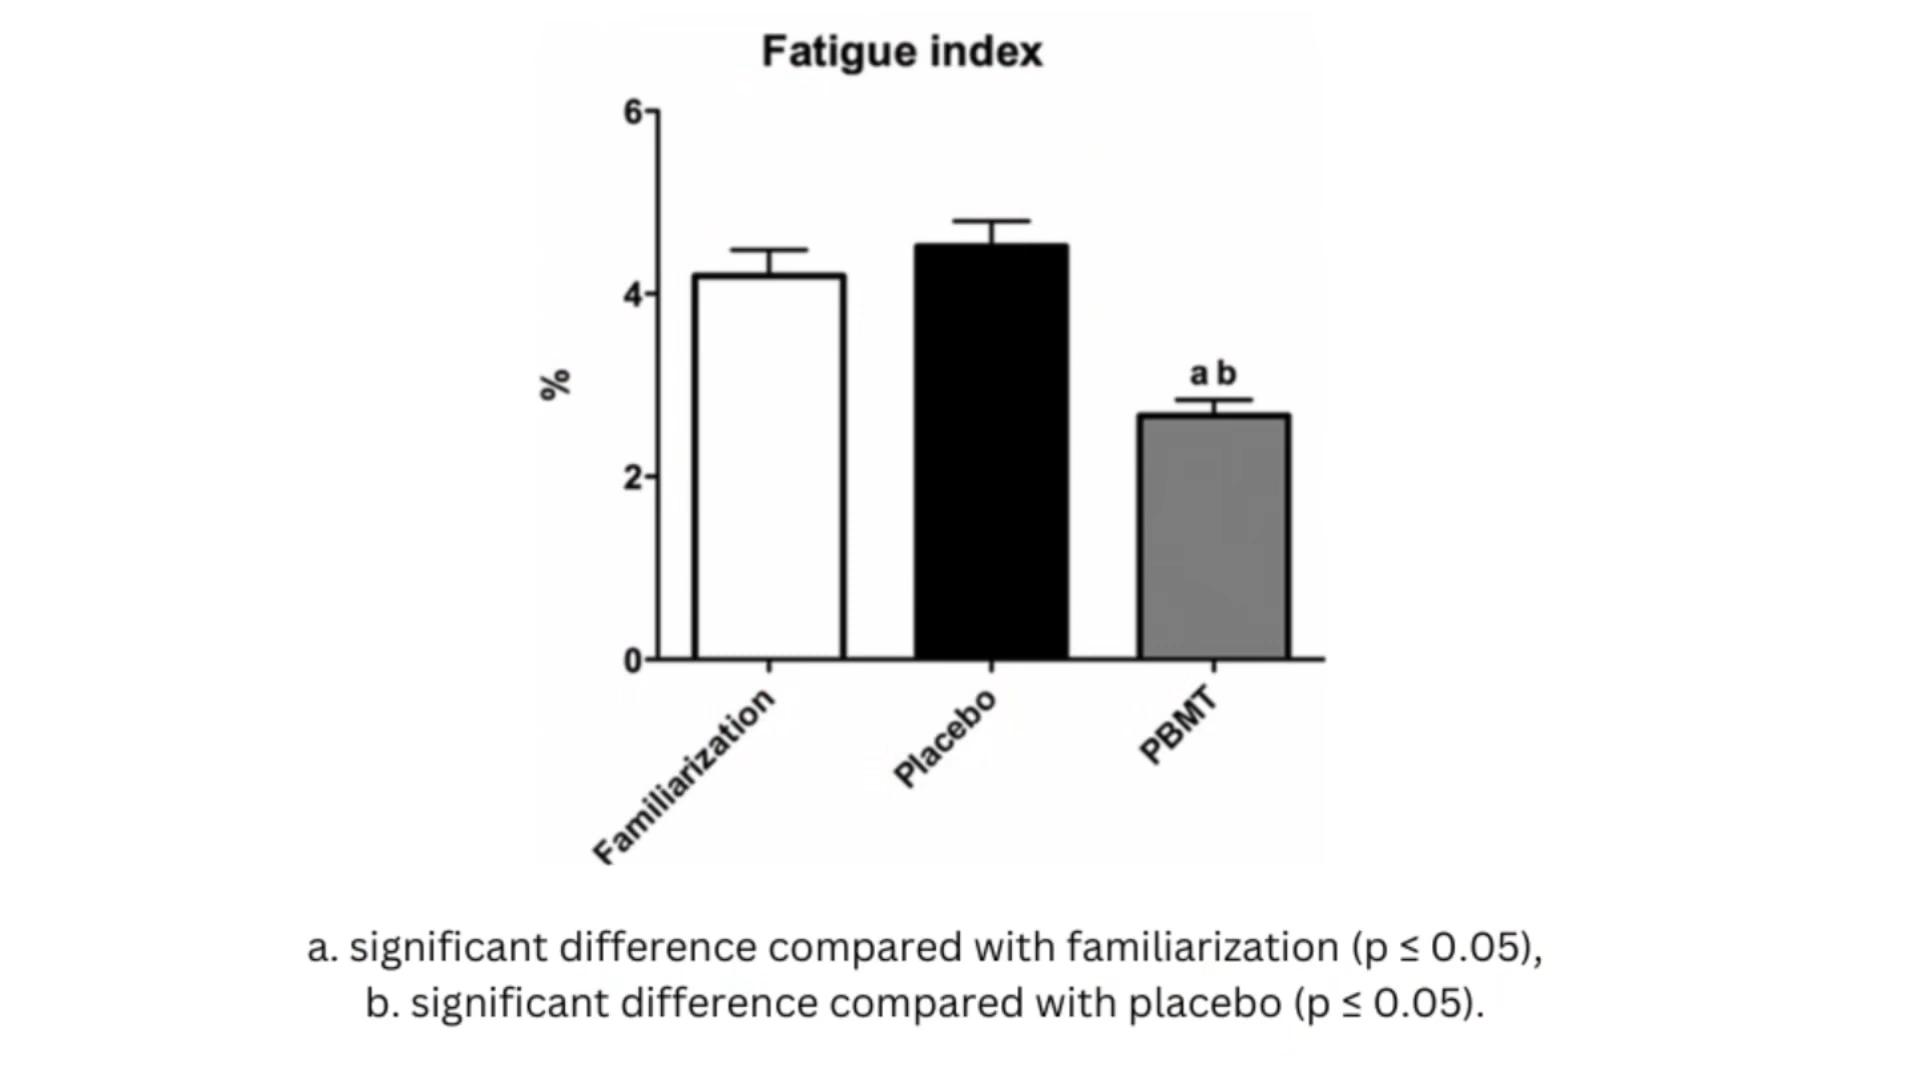 Fatigue index
6
4
2
0
%
a b
Familiarization
Placebo
PBMT
a. significant difference compared with familiarization (p ≤ 0.05),
b. significant difference compared with placebo (p ≤ 0.05).